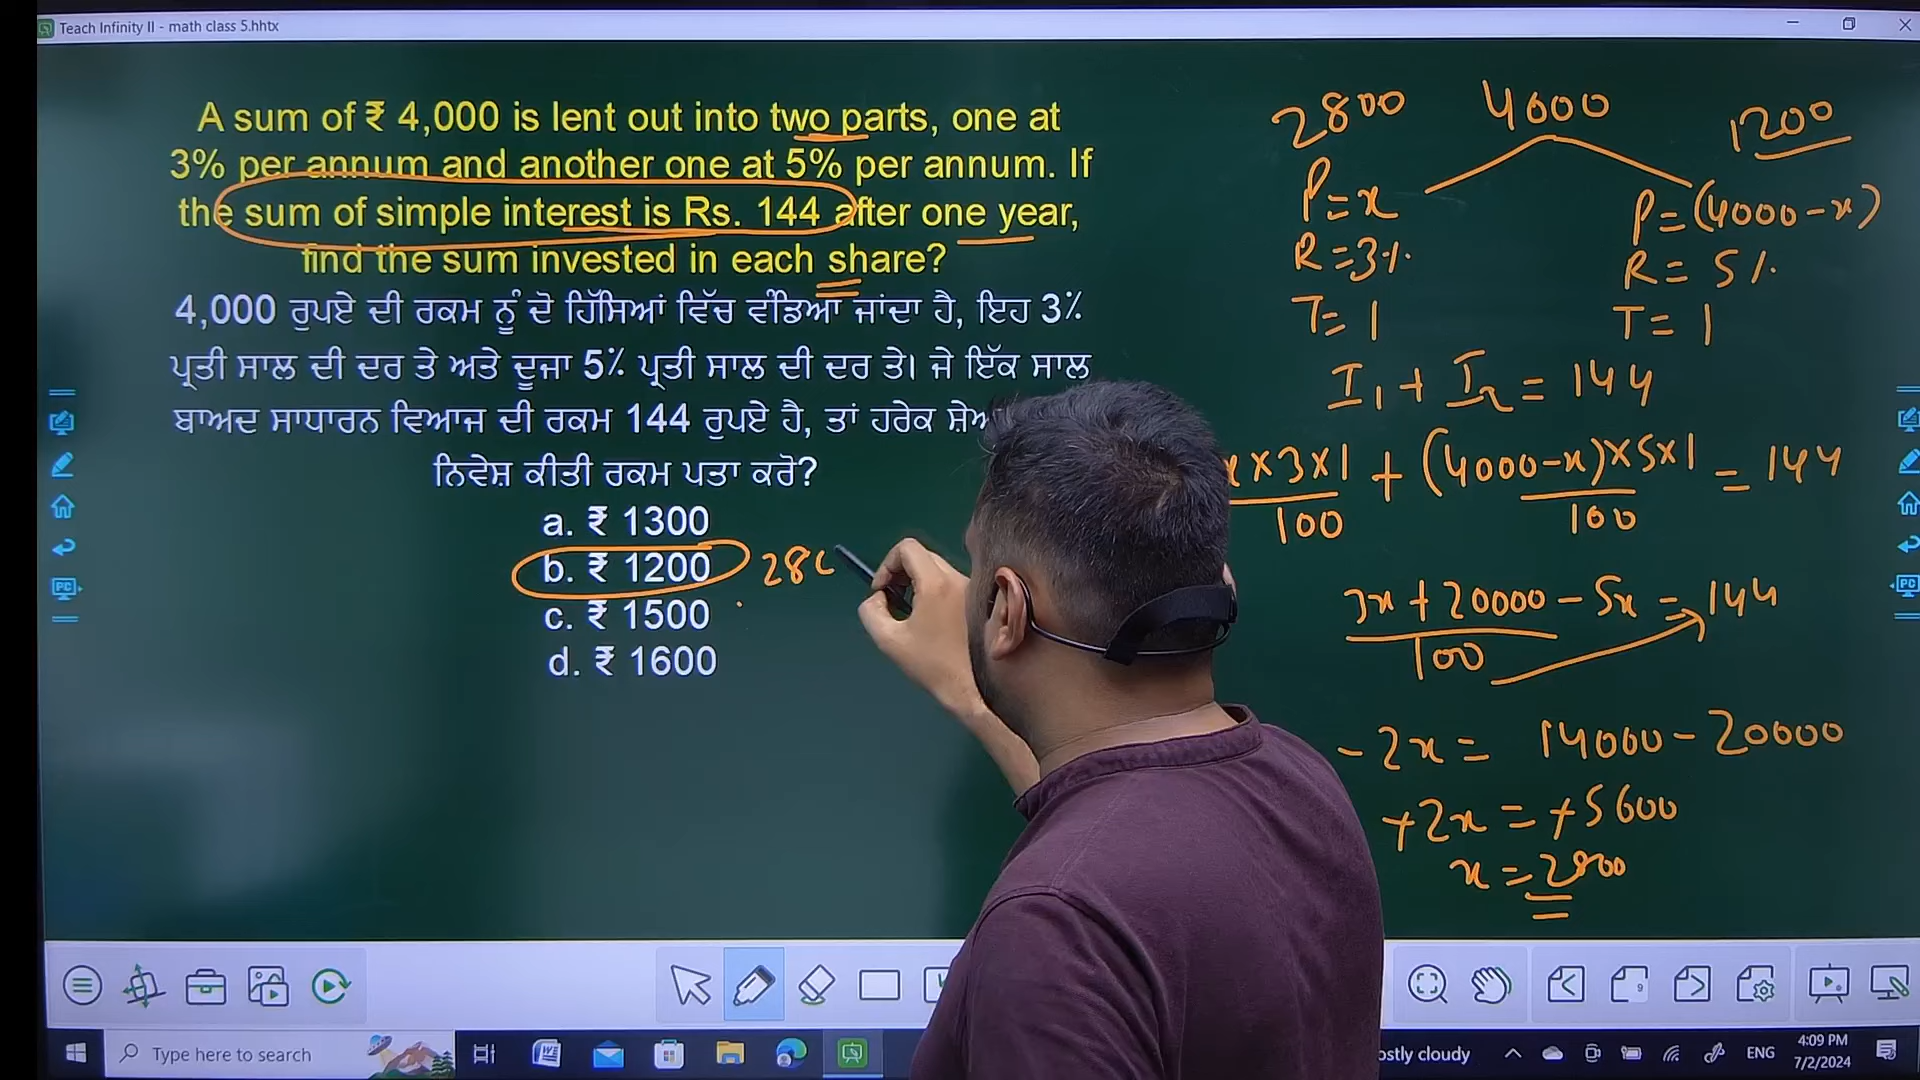 Teach Infinity II - math class 5.hhtx
A sum of ₹ 4,000 is lent out into two parts, one at
3% per annum and another one at 5% per annum. If
the sum of simple interest is Rs. 144 after one year,
find the sum invested in each share?
4,000 ਰੁਪਏ ਦੀ ਰਕਮ ਨੂੰ ਦੋ ਹਿੱਸਿਆਂ ਵਿੱਚ ਵੰਡਿਆ ਜਾਂਦਾ ਹੈ, ਇਹ 3%
ਪ੍ਰਤੀ ਸਾਲ ਦੀ ਦਰ ਤੇ ਅਤੇ ਦੂਜਾ 5% ਪ੍ਰਤੀ ਸਾਲ ਦੀ ਦਰ ਤੇ। ਜੇ ਇੱਕ ਸਾਲ
ਬਾਅਦ ਸਾਧਾਰਨ ਵਿਆਜ ਦੀ ਰਕਮ 144 ਰੁਪਏ ਹੈ, ਤਾਂ ਹਰੇਕ
ਨਿਵੇਸ਼ ਕੀਤੀ ਰਕਮ ਪਤਾ ਕਰੋ?
a. ₹ 1300
b. ₹ 1200 280
c. ₹ 1500
d. ₹ 1600
2800 4000 1200
P=x P=(4000-x)
R=3% R=5%
T=1 T=1
I₁ + I₂ = 144
x×3×1/100 + (4000-x)×5×1/100 = 144
3x+20000-5x/100 = 144
-2x = 14000-20000
+2x = +5600
x = 2800
Type here to search
ostly cloudy
ENG
4:09 PM
7/2/2024